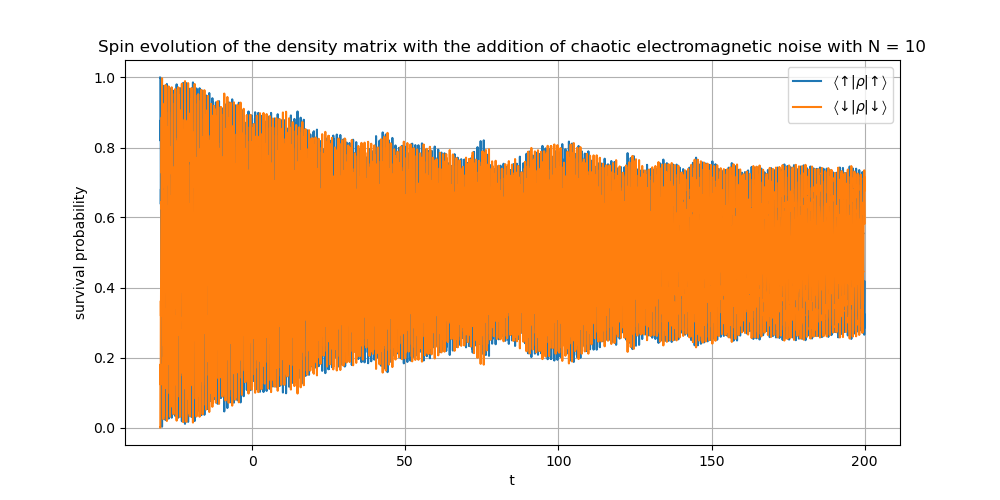 Spin evolution of the density matrix with the addition of chaotic electromagnetic noise with N = 10
⟨↑|ρ|↑⟩
⟨↓|ρ|↓⟩
1.0
0.8
0.6
0.4
0.2
0.0
survival probability
0
50
100
150
200
t